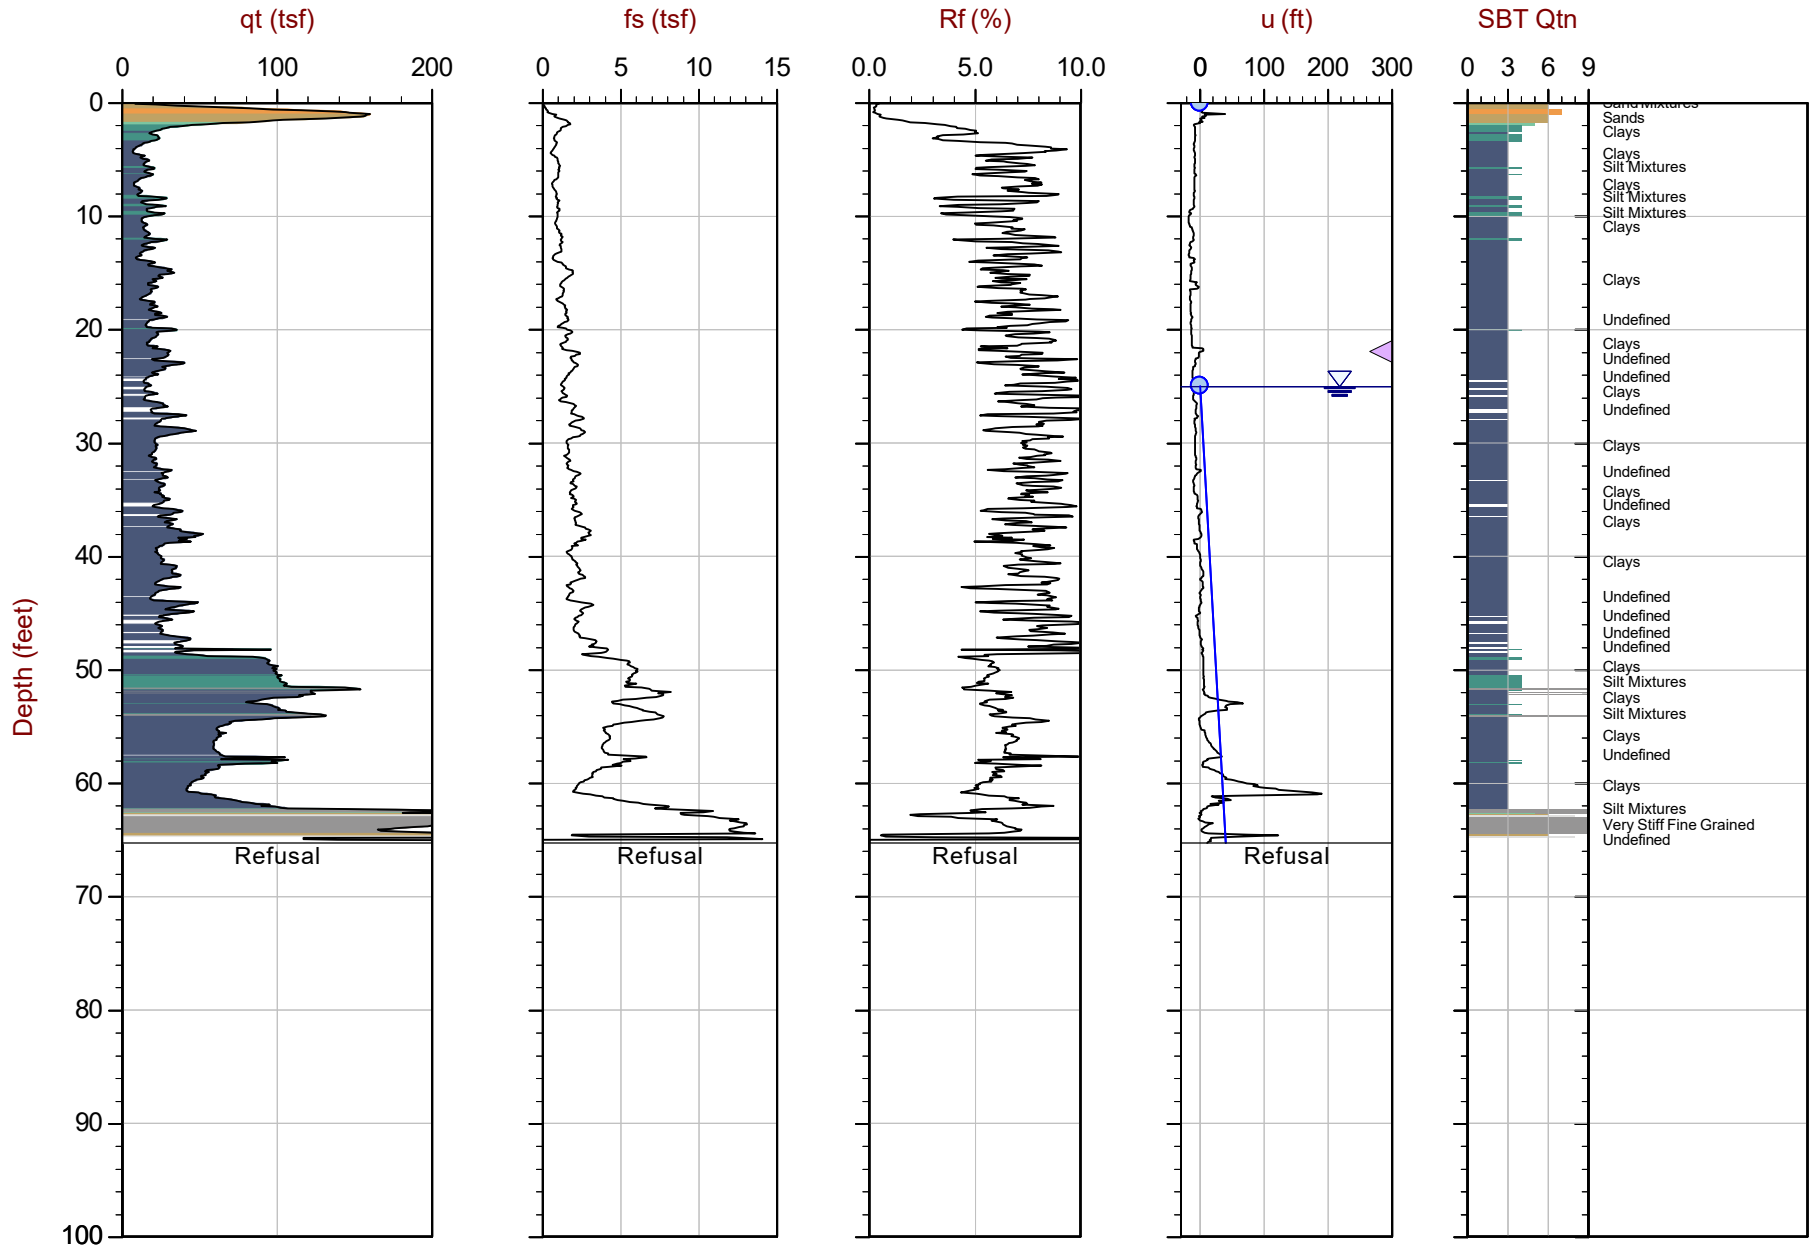 qt (tsf) fs (tsf) Rf (%) u (ft) SBT Qtn
0 100 200 0 5 15 10 0.0 5.0 10.0 0 100 200 300 0 3 6 9
0
Sand Mixtures
Sands
Clays
Clays
Silt Mixtures
Clays
Silt Mixtures
10
Silt Mixtures
Clays
Clays
Undefined
20
Clays
Undefined
Undefined
Clays
Undefined
30
Clays
Undefined
Clays
Undefined
Clays
40
Clays
Undefined
Undefined
Undefined
Undefined
50
Clays
Silt Mixtures
Clays
Silt Mixtures
Clays
Undefined
60
Clays
Silt Mixtures
Very Stiff Fine Grained
Undefined
Refusal Refusal Refusal Refusal
Depth (feet)
70
80
90
100